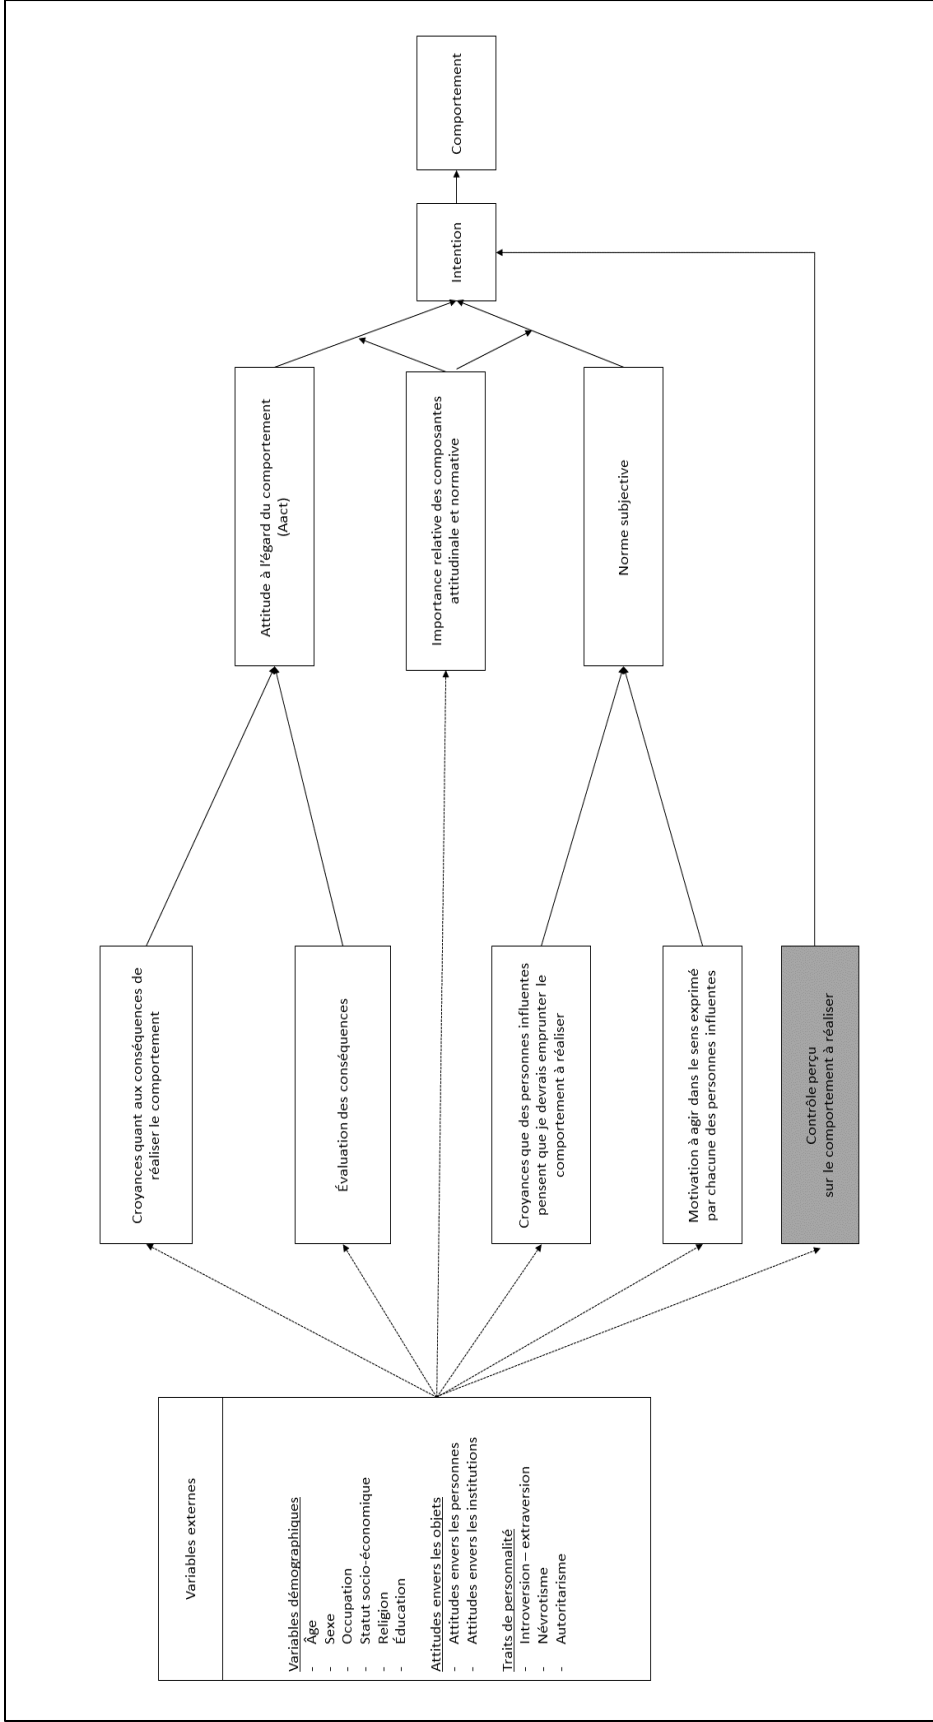 Variables externes
Variables démographiques
- Âge
- Sexe
- Occupation
- Statut socio-économique
- Religion
- Éducation
Attitudes envers les objets
- Attitudes envers les personnes
- Attitudes envers les institutions
Traits de personnalité
- Introversion – extraversion
- Névrotisme
- Autoritarisme
Croyances quant aux conséquences de
réaliser le comportement
Évaluation des conséquences
Croyances que des personnes influentes
pensent que je devrais emprunter le
comportement à réaliser
Motivation à agir dans le sens exprimé
par chacune des personnes influentes
Contrôle perçu
sur le comportement à réaliser
Attitude à l'égard du comportement
(Aact)
Importance relative des composantes
attitudinale et normative
Norme subjective
Intention
Comportement